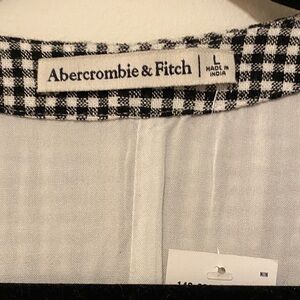 Abercrombie & Fitch
L
MADE IN
INDIA